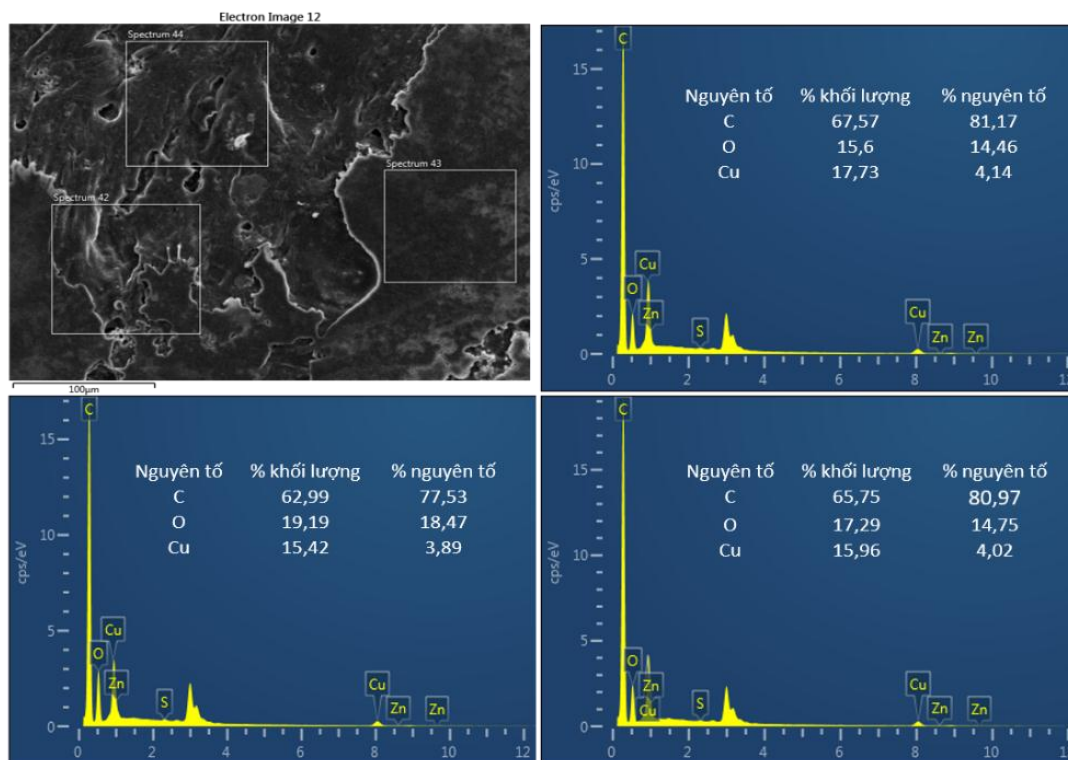 Electron Image 12
Spectrum 44
Spectrum 43
Spectrum 42
100µm
C
15
Nguyên tố % khối lượng % nguyên tố
C 67,57 81,17
O 15,6 14,46
Cu 17,73 4,14
10
cps/eV
5
Cu
O
Zn
S
Cu
Zn
Zn
0
0 2 4 6 8 10 12
C
15
Nguyên tố % khối lượng % nguyên tố
C 62,99 77,53
O 19,19 18,47
Cu 15,42 3,89
10
cps/eV
5
Cu
O
Zn
S
Cu
Zn
Zn
0
0 2 4 6 8 10 12
C
15
Nguyên tố % khối lượng % nguyên tố
C 65,75 80,97
O 17,29 14,75
Cu 15,96 4,02
10
cps/eV
5
O
Zn
Cu
S
Cu
Zn
Zn
0
0 2 4 6 8 10 12